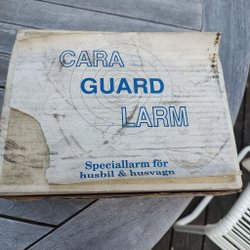 CARA
GUARD
LARM
Speciallarm för
husbil & husvagn